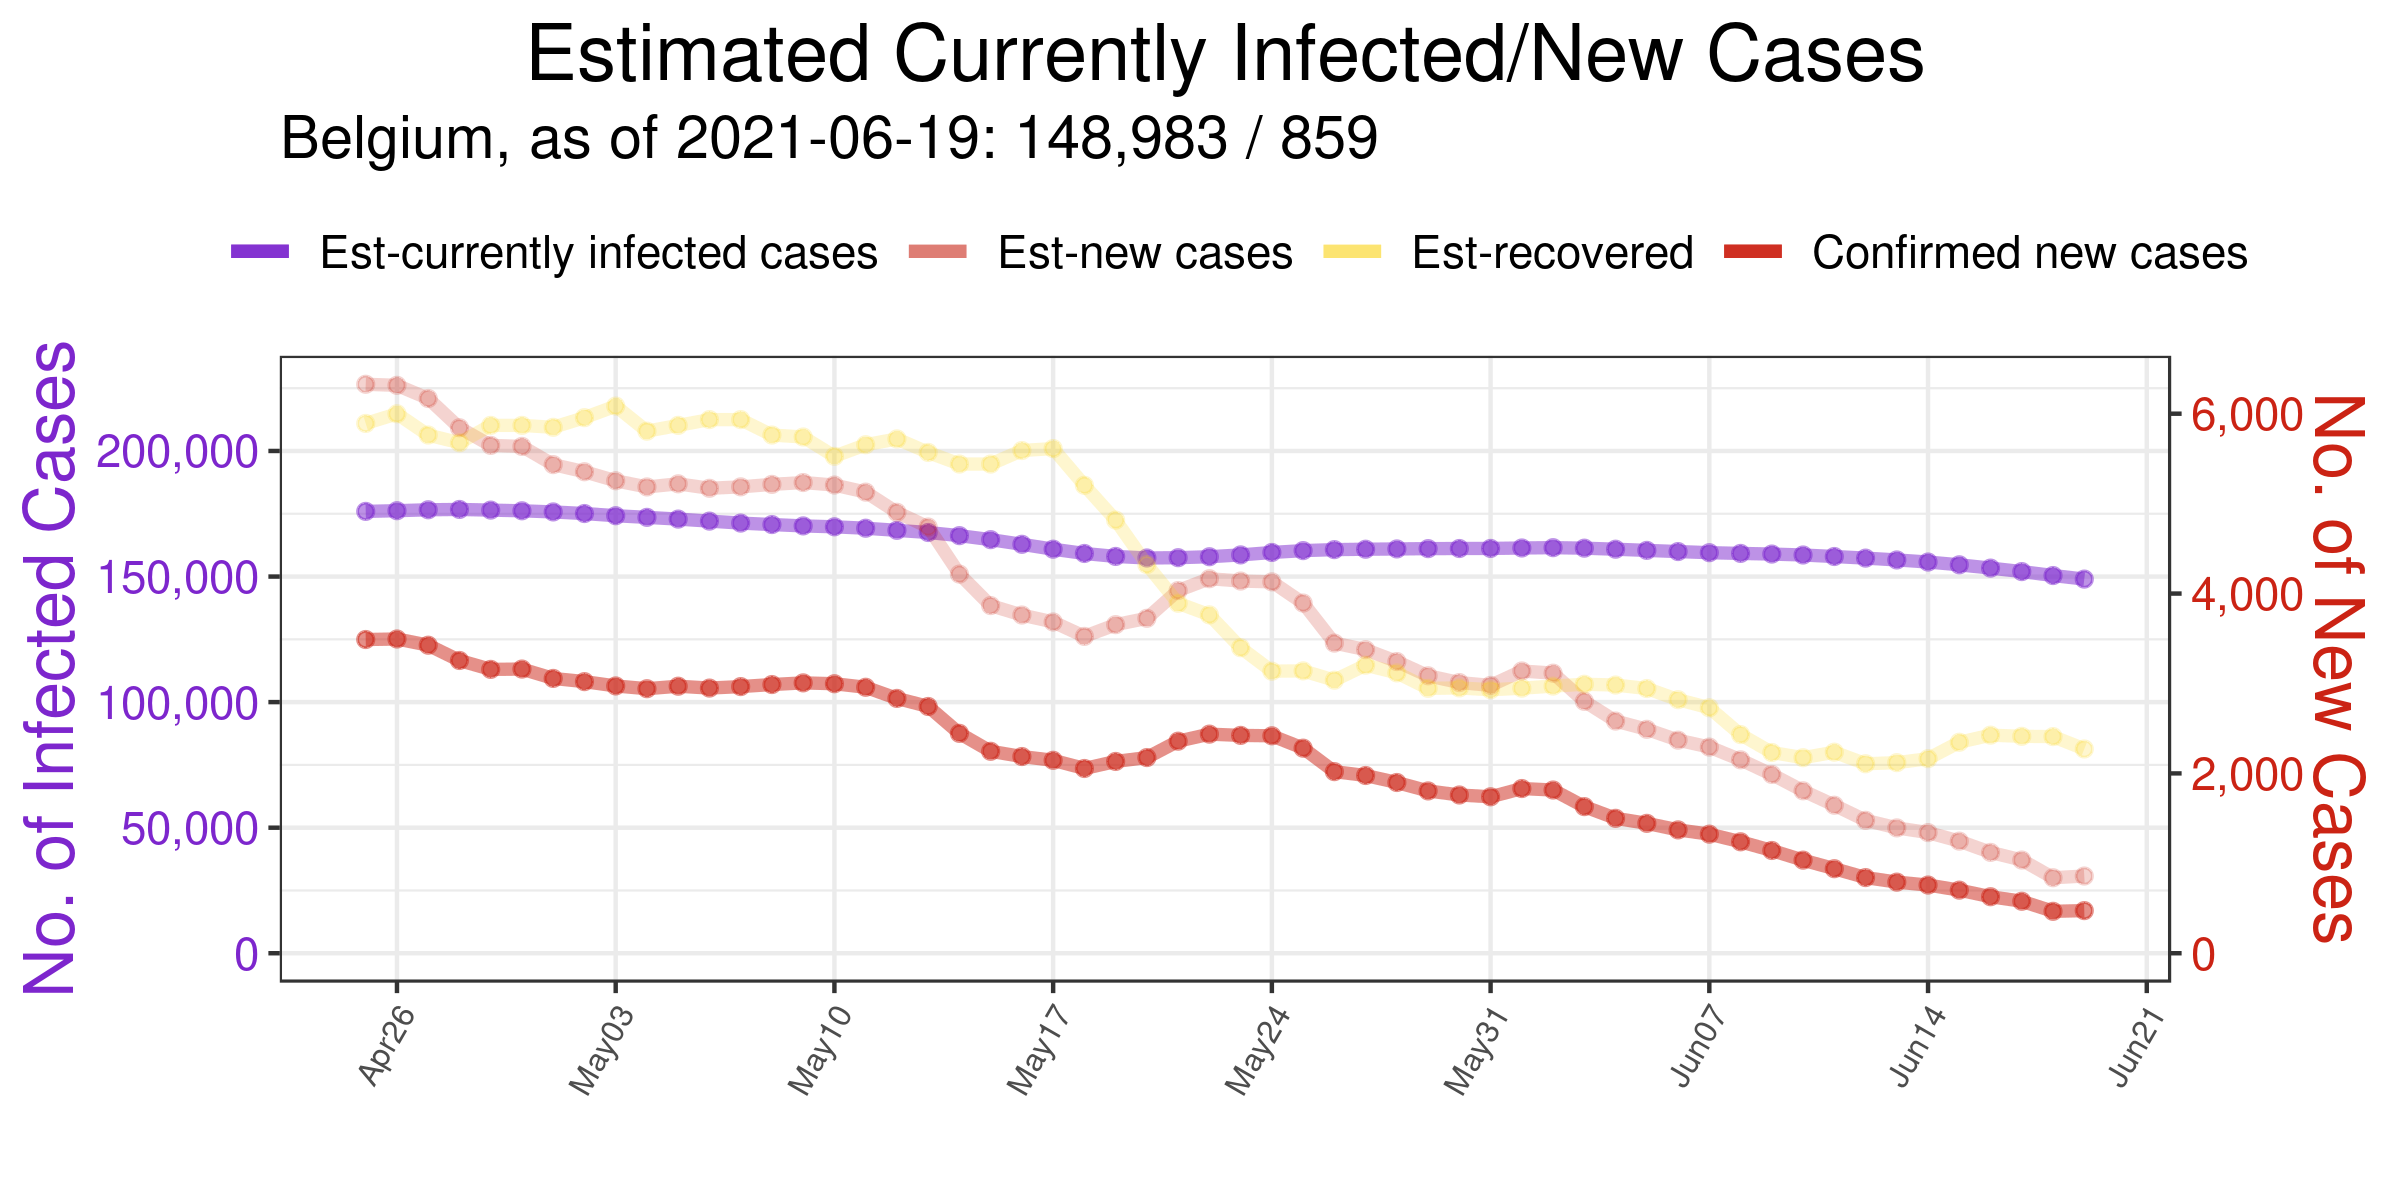 Estimated Currently Infected/New Cases
Belgium, as of 2021-06-19: 148,983 / 859
Est-currently infected cases Est-new cases Est-recovered Confirmed new cases
No. of Infected Cases
200,000
150,000
100,000
50,000
0
6,000
4,000
2,000
0
No. of New Cases
Apr26 May03 May10 May17 May24 May31 Jun07 Jun14 Jun21